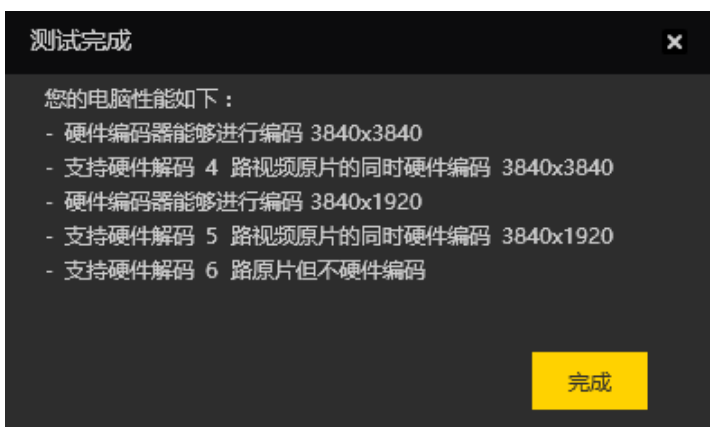 测试完成
您的电脑性能如下：
- 硬件编码器能够进行编码 3840x3840
- 支持硬件解码 4 路视频原片的同时硬件编码 3840x3840
- 硬件编码器能够进行编码 3840x1920
- 支持硬件解码 5 路视频原片的同时硬件编码 3840x1920
- 支持硬件解码 6 路原片但不硬件编码
完成